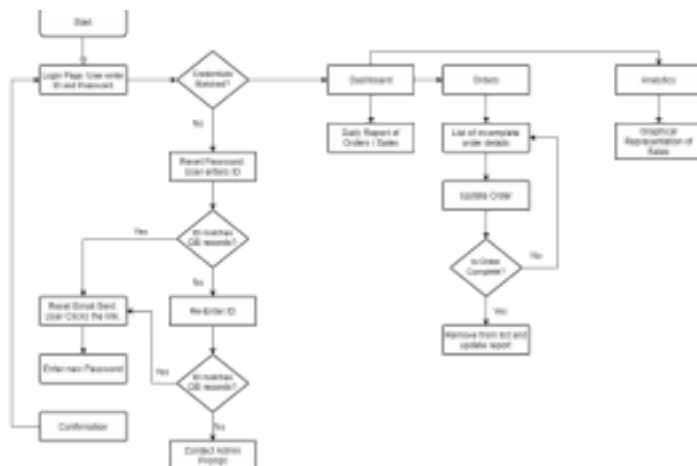 Start
Login Page. User enter
ID and Password
Credentials
Matched?
Dashboard
Orders
Analytics
No
Daily Report of
Orders / Sales
List of incomplete
order details
Graphical
Representation of
Sales
Reset Password.
User enters ID
Update Order
Yes
ID matches
DB records?
No
Is Order
Complete?
No
Reset Email Sent.
User Clicks the link.
Re-Enter ID
Yes
Remove from list and
update report
Enter new Password
Yes
ID matches
DB records?
Confirmation
No
Contact Admin
Prompt